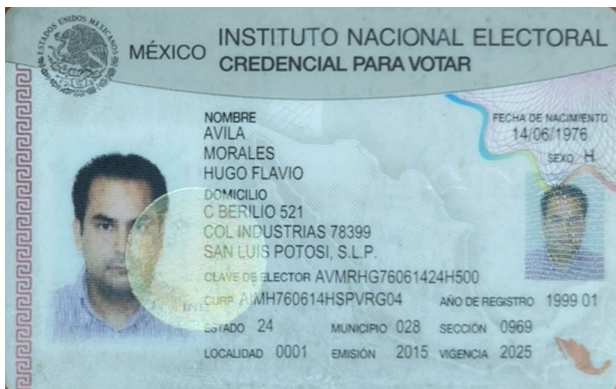 ESTADOS UNIDOS MEXICANOS
MÉXICO
INSTITUTO NACIONAL ELECTORAL
CREDENCIAL PARA VOTAR
NOMBRE
AVILA
MORALES
HUGO FLAVIO
FECHA DE NACIMIENTO
14/06/1976
SEXO H
DOMICILIO
C BERILIO 521
COL INDUSTRIAS 78399
SAN LUIS POTOSI, S.L.P.
CLAVE DE ELECTOR AVMRHG76061424H500
CURP AIMH760614HSPVRG04 AÑO DE REGISTRO 1999 01
ESTADO 24 MUNICIPIO 028 SECCIÓN 0969
LOCALIDAD 0001 EMISIÓN 2015 VIGENCIA 2025
INE